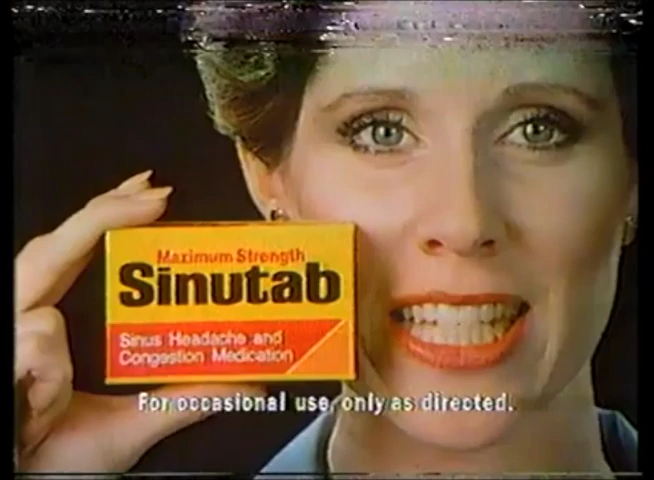 Maximum Strength
Sinutab
Sinus Headache and
Congestion Medication
For occasional use, only as directed.